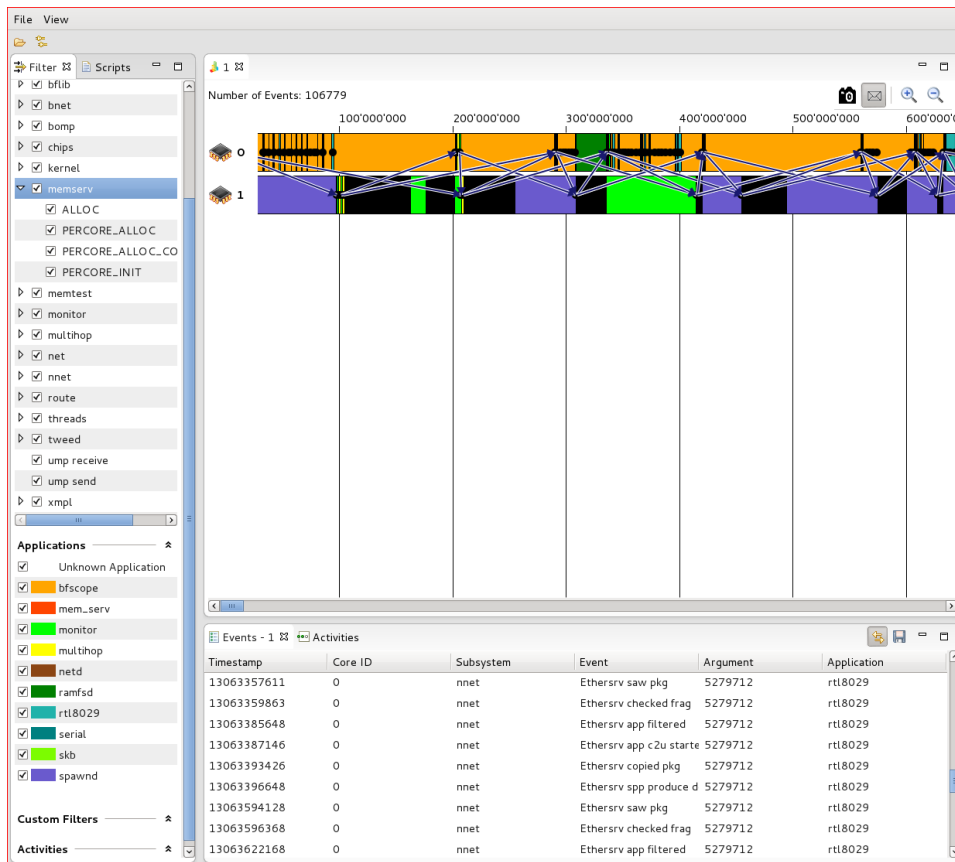 File View
Filter Scripts
bflib
bnet
bomp
chips
kernel
memserv
ALLOC
PERCORE_ALLOC
PERCORE_ALLOC_CO
PERCORE_INIT
memtest
monitor
multihop
net
nnet
route
threads
tweed
ump receive
ump send
xmpl
Applications
Unknown Application
bfscope
mem_serv
monitor
multihop
netd
ramfsd
rtl8029
serial
skb
spawnd
Custom Filters
Activities
1
Number of Events: 106779
100'000'000 200'000'000 300'000'000 400'000'000 500'000'000
0
1
Events - 1 Activities
Timestamp Core ID Subsystem Event Argument Application
13063357611 0 nnet Ethersrv saw pkg 5279712 rtl8029
13063359863 0 nnet Ethersrv checked frag 5279712 rtl8029
13063385648 0 nnet Ethersrv app filtered 5279712 rtl8029
13063387146 0 nnet Ethersrv app c2u starte 5279712 rtl8029
13063393426 0 nnet Ethersrv copied pkg 5279712 rtl8029
13063396648 0 nnet Ethersrv spp produce d 5279712 rtl8029
13063594128 0 nnet Ethersrv saw pkg 5279712 rtl8029
13063596368 0 nnet Ethersrv checked frag 5279712 rtl8029
13063622168 0 nnet Ethersrv app filtered 5279712 rtl8029